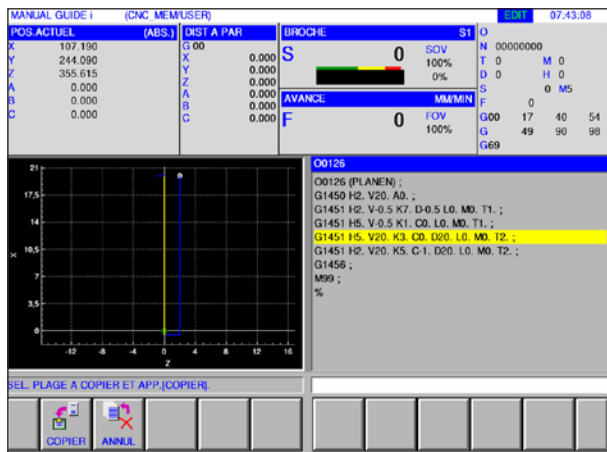 MANUAL GUIDE i (CNC_MEM/USER) EDIT 07:43.08
POS.ACTUEL (ABS.)
X 107.190
Y 244.090
Z 355.615
A 0.000
B 0.000
C 0.000
DIST A PAR
G 00
X 0.000
Y 0.000
Z 0.000
A 0.000
B 0.000
C 0.000
BROCHE S1
S 0 SOV
100%
0%
AVANCE MM/MIN
F 0 FOV
100%
O
N 00000000
T 0 M 0
D 0 H 0
S 0 M5
F 0
G00 17 40 54
G 49 90 98
G69
21
17,5
14
10,5
X
7
3,5
0
-12 -8 -4 0 4 8 12 16
Z
O0126
O0126 (PLANEN) ;
G1450 H2. V20. A0. ;
G1451 H2. V-0.5 K7. D-0.5 L0. M0. T1. ;
G1451 H5. V-0.5 K1. C0. L0. M0. T1. ;
G1451 H5. V20. K3. C0. D20. L0. M0. T2. ;
G1451 H2. V20. K5. C-1. D20. L0. M0. T2. ;
G1456 ;
M99 ;
%
SEL. PLAGE A COPIER ET APP.[COPIER].
COPIER ANNUL